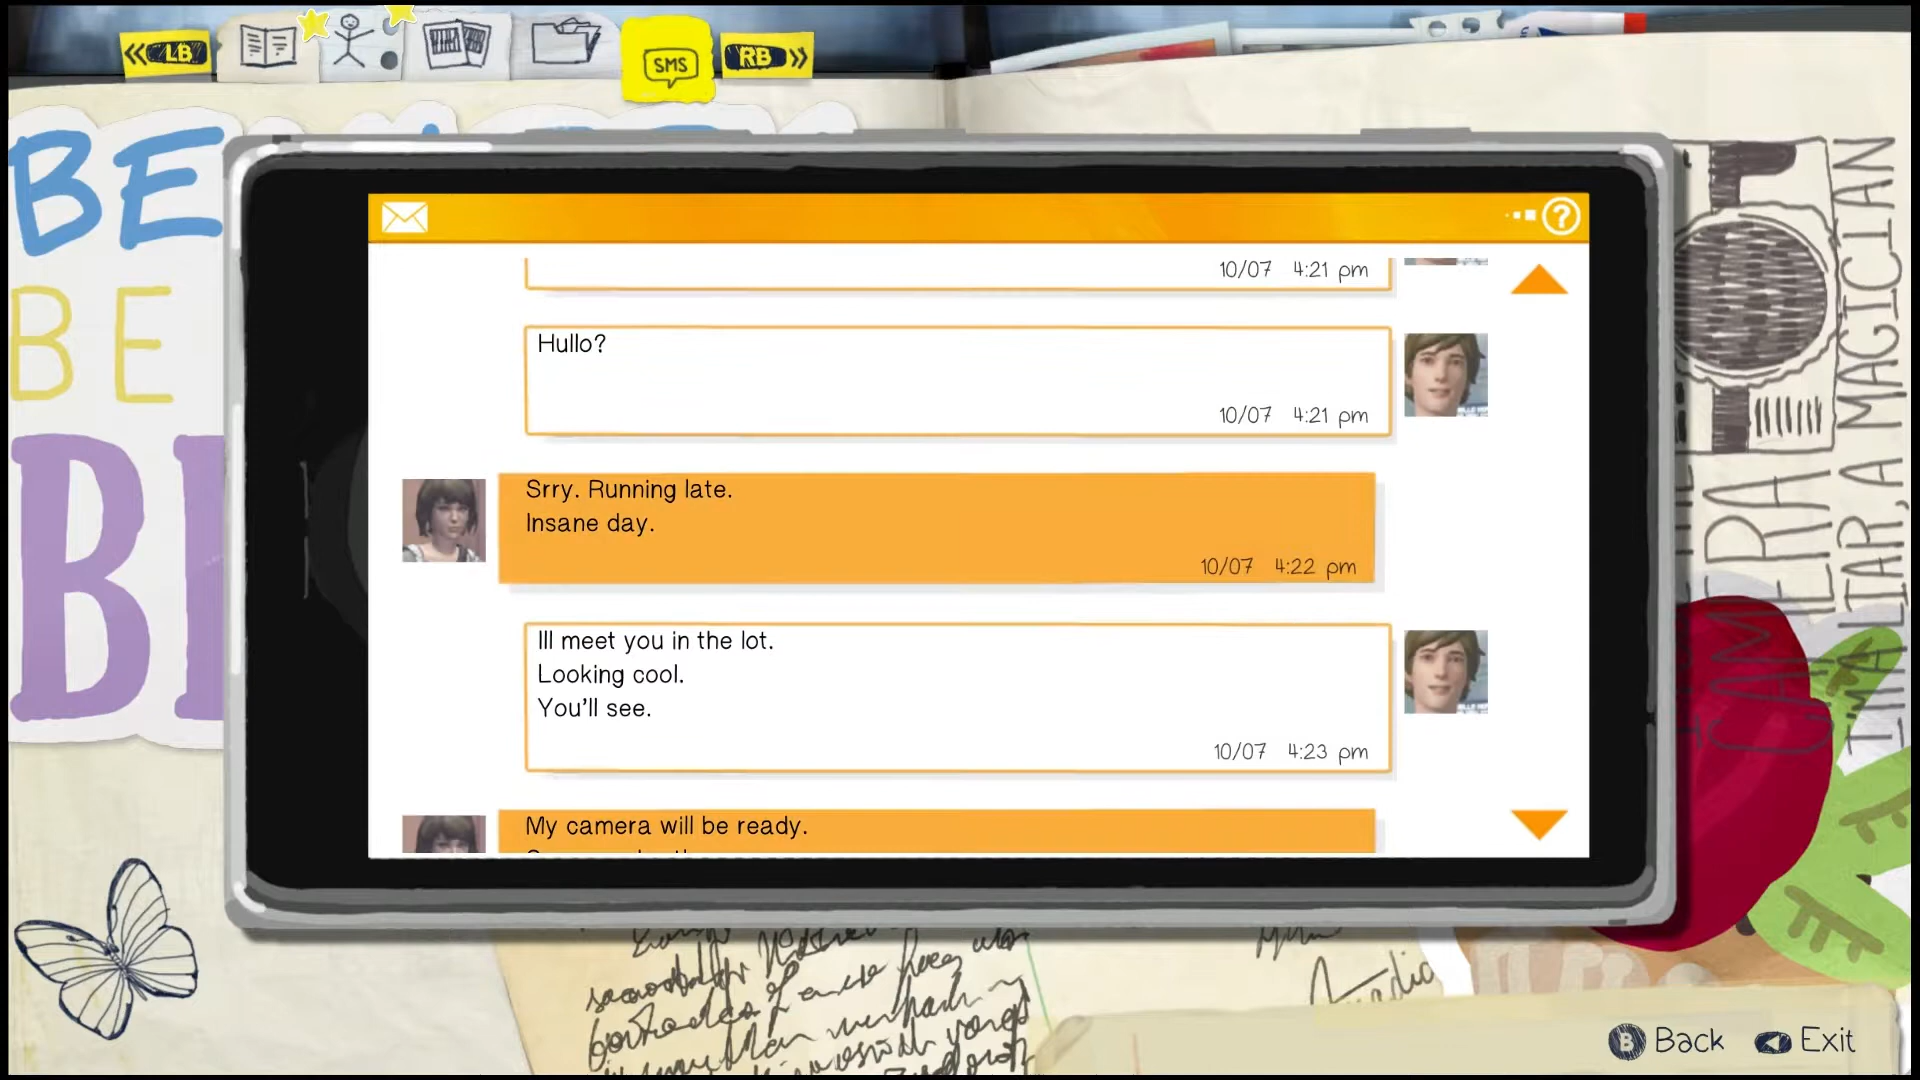 LB
SMS
RB
BE
BE
10/07 4:21 pm
Hullo?
10/07 4:21 pm
Srry. Running late.
Insane day.
10/07 4:22 pm
Ill meet you in the lot.
Looking cool.
You'll see.
10/07 4:23 pm
My camera will be ready.
CAMERA
LIAR, A MAGICIAN
B Back
Exit